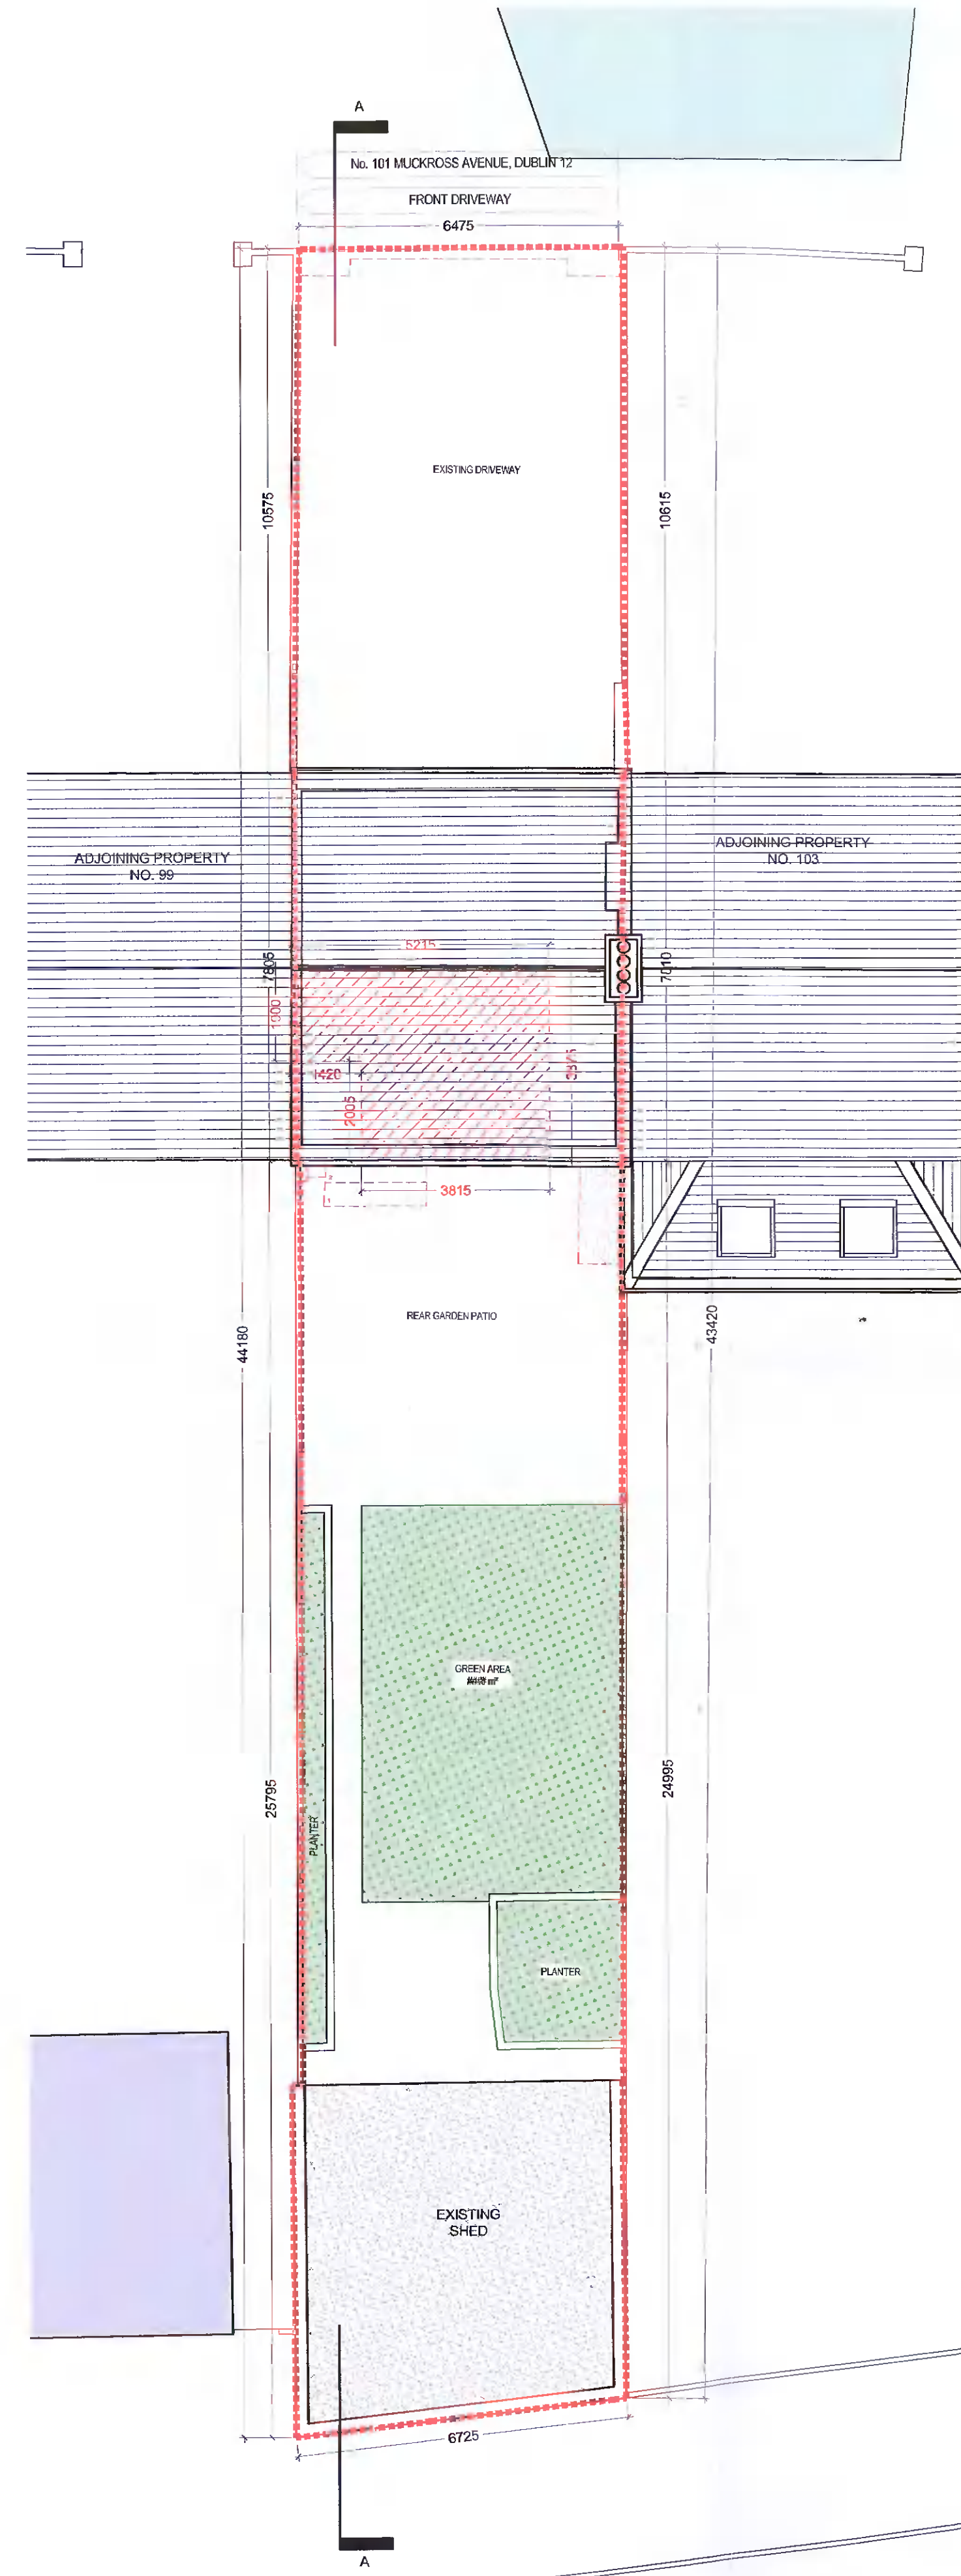 A
No. 101 MUCKROSS AVENUE, DUBLIN 12
FRONT DRIVEWAY
6475
EXISTING DRIVEWAY
10575
10615
ADJOINING PROPERTY
NO. 99
ADJOINING PROPERTY
NO. 103
5215
7805
7010
1900
1420
2005
3815
REAR GARDEN PATIO
44180
43420
GREEN AREA
25795
24995
PLANTER
PLANTER
EXISTING
SHED
6725
A